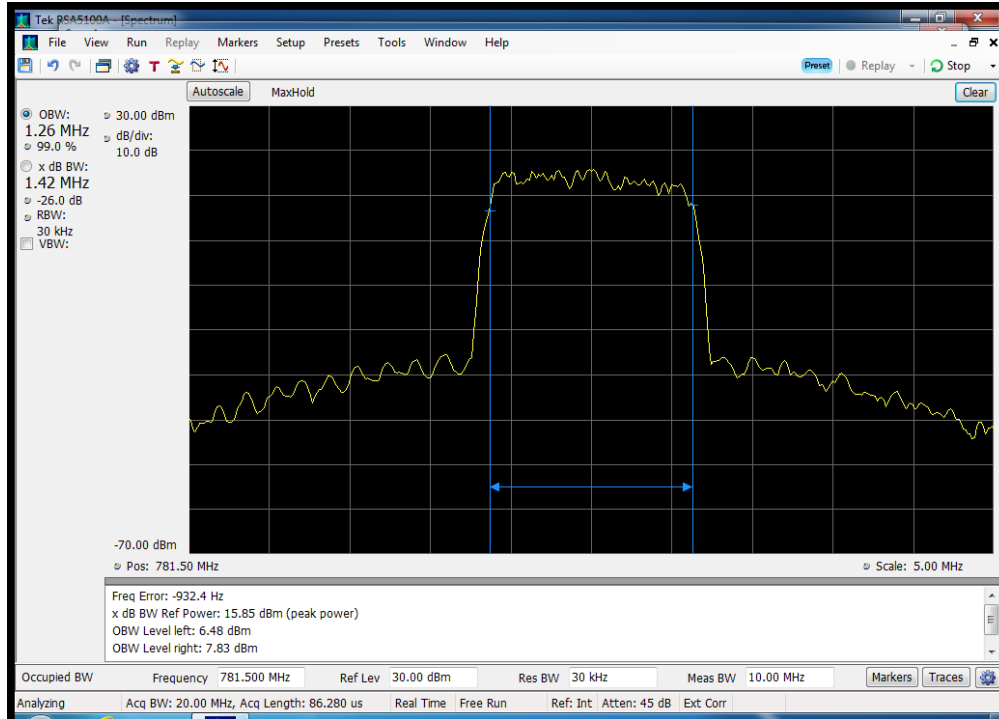 Tek RSA5100A - [Spectrum]
File View Run Replay Markers Setup Presets Tools Window Help
Preset Replay Stop
Autoscale MaxHold Clear
OBW:
1.26 MHz
99.0 %
x dB BW:
1.42 MHz
-26.0 dB
RBW:
30 kHz
VBW:
30.00 dBm
dB/div:
10.0 dB
-70.00 dBm
Pos: 781.50 MHz Scale: 5.00 MHz
Freq Error: -932.4 Hz
x dB BW Ref Power: 15.85 dBm (peak power)
OBW Level left: 6.48 dBm
OBW Level right: 7.83 dBm
Occupied BW Frequency 781.500 MHz Ref Lev 30.00 dBm Res BW 30 kHz Meas BW 10.00 MHz Markers Traces
Analyzing Acq BW: 20.00 MHz, Acq Length: 86.280 us Real Time Free Run Ref: Int Atten: 45 dB Ext Corr